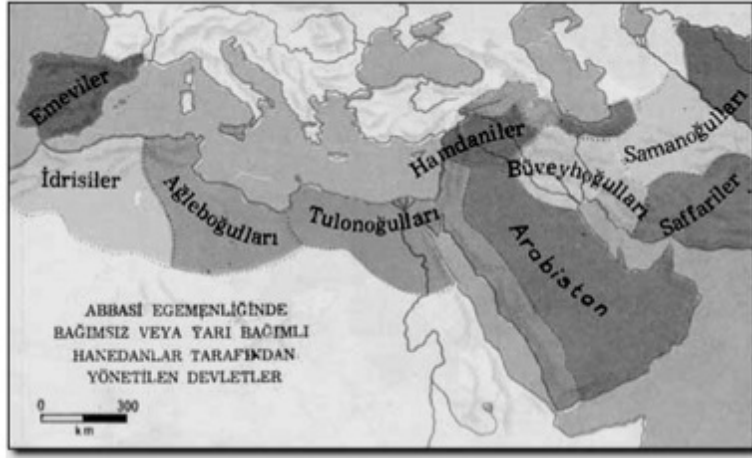 Emeviler
İdrisiler
Ağleboğulları
Tulonoğulları
Hamdaniler
Büveyhoğulları
Samanoğulları
Saffariler
Arabistan
ABBASİ EGEMENLİĞİNDE
BAĞIMSIZ VEYA YARI BAĞIMLI
HANEDANLAR TARAFINDAN
YÖNETİLEN DEVLETLER
0 300
km